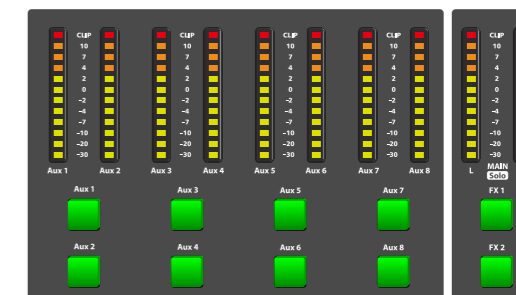 CLIP CLIP CLIP CLIP CLIP
10 10 10 10 10
7 7 7 7 7
4 4 4 4 4
2 2 2 2 2
0 0 0 0 0
–2 –2 –2 –2 –2
–4 –4 –4 –4 –4
–7 –7 –7 –7 –7
–10 –10 –10 –10 –10
–20 –20 –20 –20 –20
–30 –30 –30 –30 –30
Aux 1 Aux 2 Aux 3 Aux 4 Aux 5 Aux 6 Aux 7 Aux 8 L MAIN
Solo
Aux 1 Aux 3 Aux 5 Aux 7 FX 1
Aux 2 Aux 4 Aux 6 Aux 8 FX 2